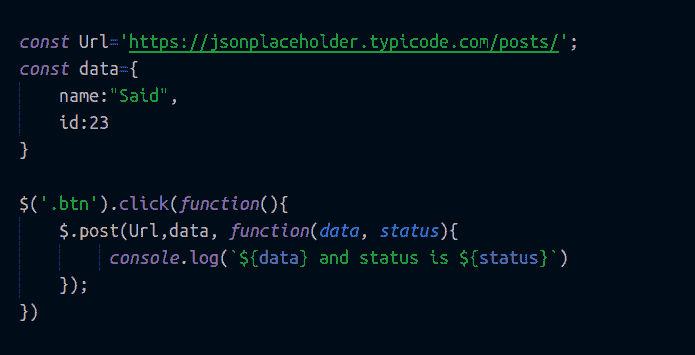 const Url='https://jsonplaceholder.typicode.com/posts/';
const data={
    name:"Said",
    id:23
}

$('.btn').click(function(){
    $.post(Url,data, function(data, status){
        console.log(`${data} and status is ${status}`)
    });
})